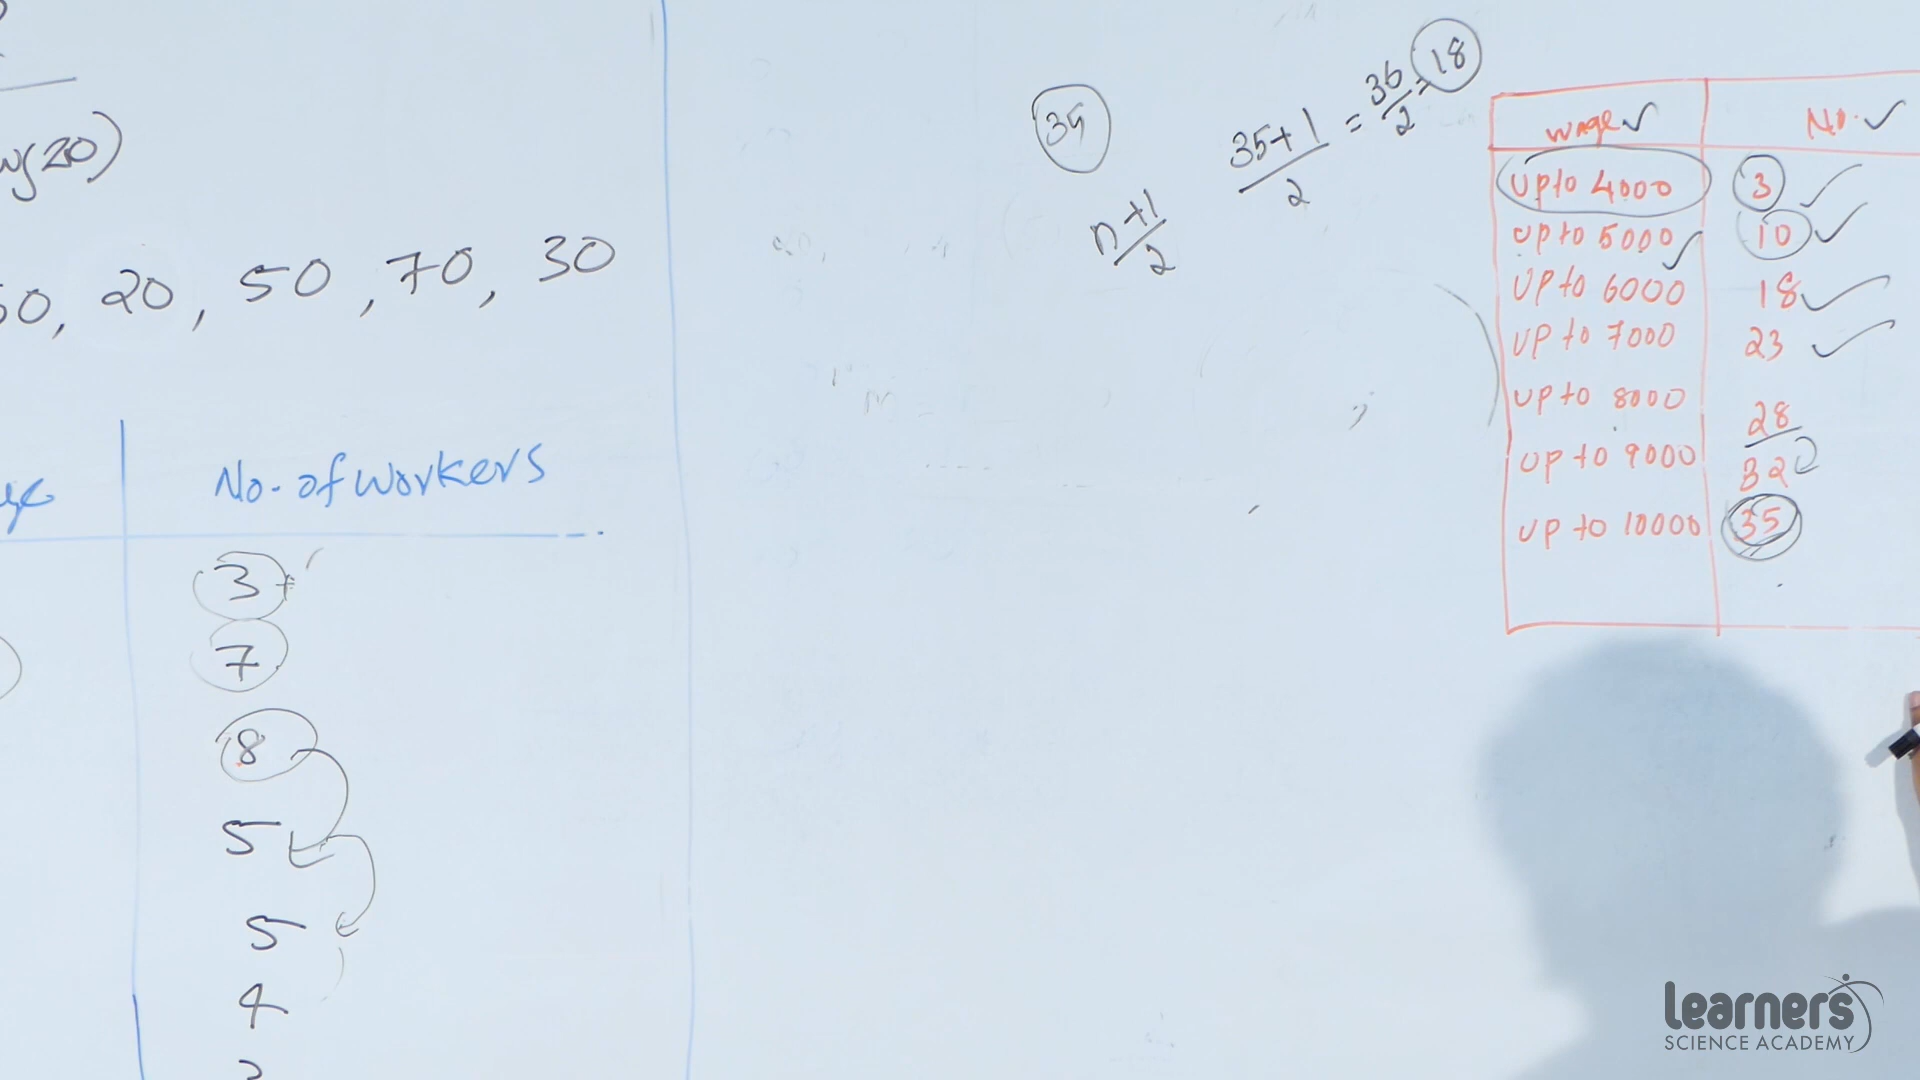 20)
50, 20, 50, 70, 30
No. of workers
3
7
8
5
5
4
35
n+1
2
35+1
2
= 36
2
= 18
wage No.
up to 4000 3
up to 5000 10
up to 6000 18
up to 7000 23
up to 8000 28
up to 9000 32
up to 10000 35
Learners
SCIENCE ACADEMY